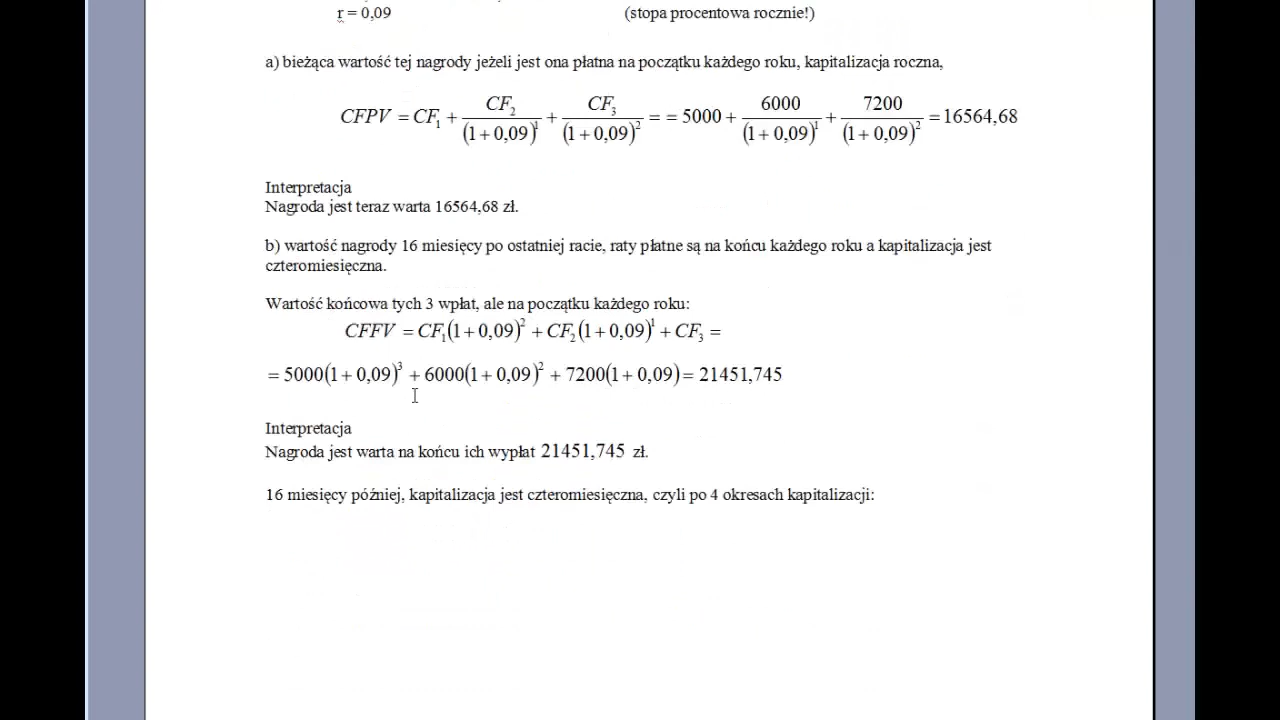 r = 0,09 (stopa procentowa rocznie!)
a) bieżąca wartość tej nagrody jeżeli jest ona płatna na początku każdego roku, kapitalizacja roczna,
CFPV = CF₁ + CF₂/(1+0,09)¹ + CF₃/(1+0,09)² = = 5000 + 6000/(1+0,09)¹ + 7200/(1+0,09)² = 16564,68
Interpretacja
Nagroda jest teraz warta 16564,68 zł.
b) wartość nagrody 16 miesięcy po ostatniej racie, raty płatne są na końcu każdego roku a kapitalizacja jest
czteromiesięczna.
Wartość końcowa tych 3 wpłat, ale na początku każdego roku:
CFFV = CF₁(1+0,09)² + CF₂(1+0,09)¹ + CF₃ =
= 5000(1+0,09)³ + 6000(1+0,09)² + 7200(1+0,09) = 21451,745
Interpretacja
Nagroda jest warta na końcu ich wypłat 21451,745 zł.
16 miesięcy później, kapitalizacja jest czteromiesięczna, czyli po 4 okresach kapitalizacji: